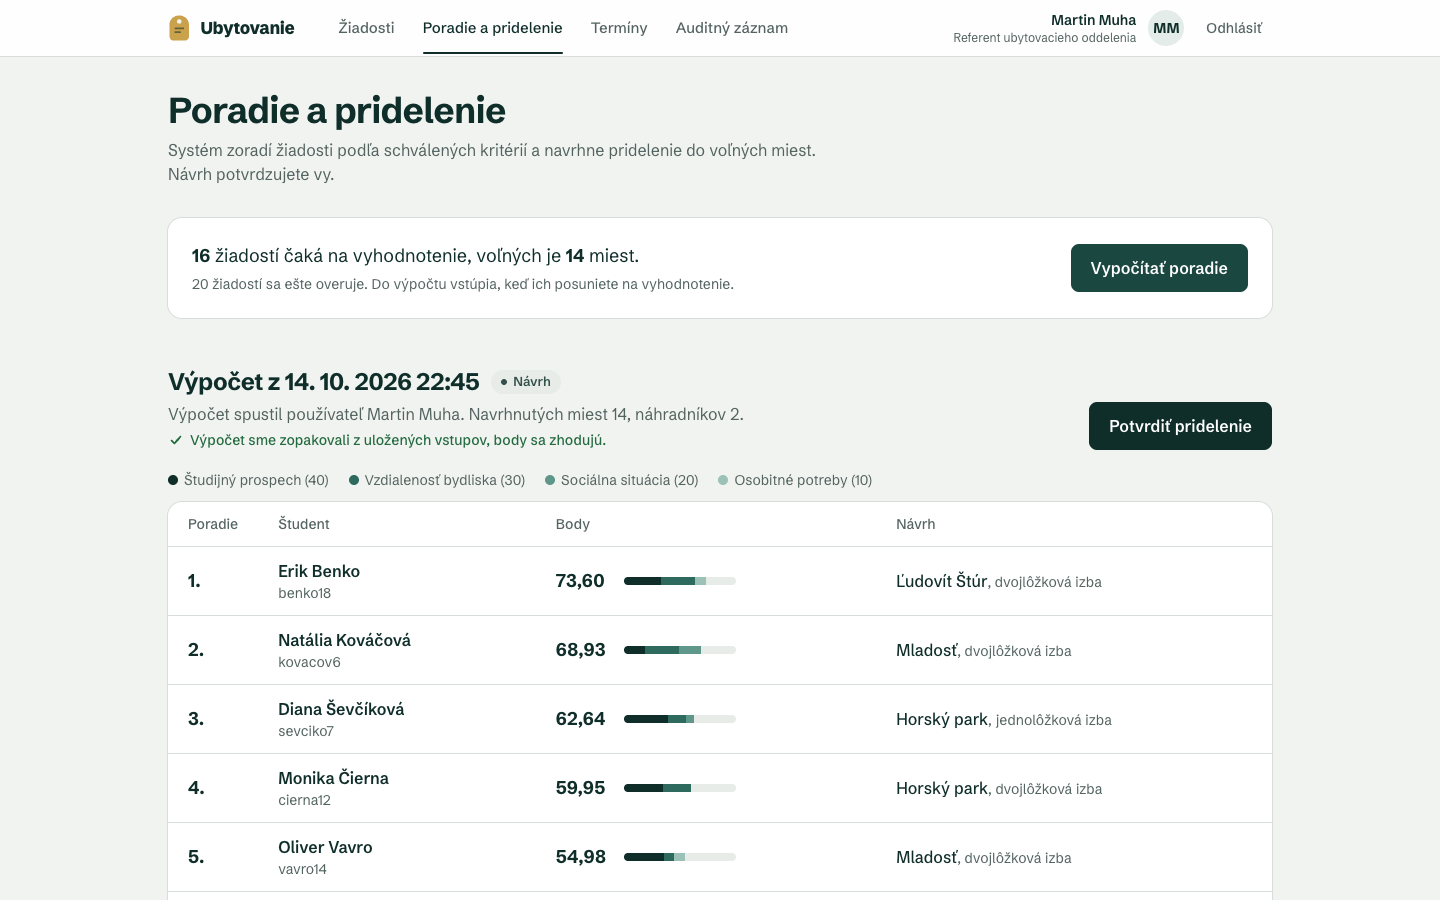 Ubytovanie
Žiadosti
Poradie a pridelenie
Termíny
Auditný záznam
Martin Muha
Referent ubytovacieho oddelenia
MM
Odhlásiť
Poradie a pridelenie
Systém zoradí žiadosti podľa schválených kritérií a navrhne pridelenie do voľných miest.
Návrh potvrdzujete vy.
16 žiadostí čaká na vyhodnotenie, voľných je 14 miest.
20 žiadostí sa ešte overuje. Do výpočtu vstúpia, keď ich posuniete na vyhodnotenie.
Vypočítať poradie
Výpočet z 14. 10. 2026 22:45
Návrh
Výpočet spustil používateľ Martin Muha. Navrhnutých miest 14, náhradníkov 2.
Výpočet sme zopakovali z uložených vstupov, body sa zhodujú.
Potvrdiť pridelenie
Študijný prospech (40)
Vzdialenosť bydliska (30)
Sociálna situácia (20)
Osobitné potreby (10)
Poradie
Študent
Body
Návrh
1.
Erik Benko
benko18
73,60
Ľudovít Štúr, dvojlôžková izba
2.
Natália Kováčová
kovacov6
68,93
Mladosť, dvojlôžková izba
3.
Diana Ševčíková
sevciko7
62,64
Horský park, jednolôžková izba
4.
Monika Čierna
cierna12
59,95
Horský park, dvojlôžková izba
5.
Oliver Vavro
vavro14
54,98
Mladosť, dvojlôžková izba